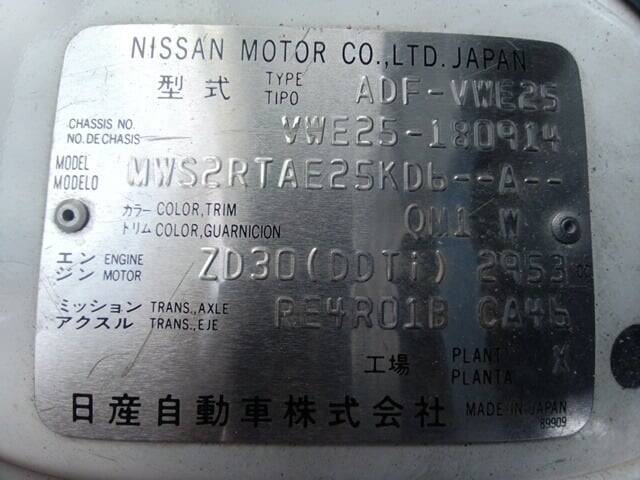 NISSAN MOTOR CO.,LTD. JAPAN
型式 TYPE TIPO ADF-VWE25
CHASSIS NO. NO.DE CHASIS VWE25-180914
MODEL MODELO MWS2RTAE25KDb--A--
カラー COLOR,TRIM
トリム COLOR,GUARNICION QM1 W
エンジン ENGINE MOTOR ZD30(DDTi) 2953 cc
ミッション TRANS.,AXLE
アクスル TRANS.,EJE RE4R01B CA46
工場 PLANT PLANTA X
日産自動車株式会社 MADE IN JAPAN
89909